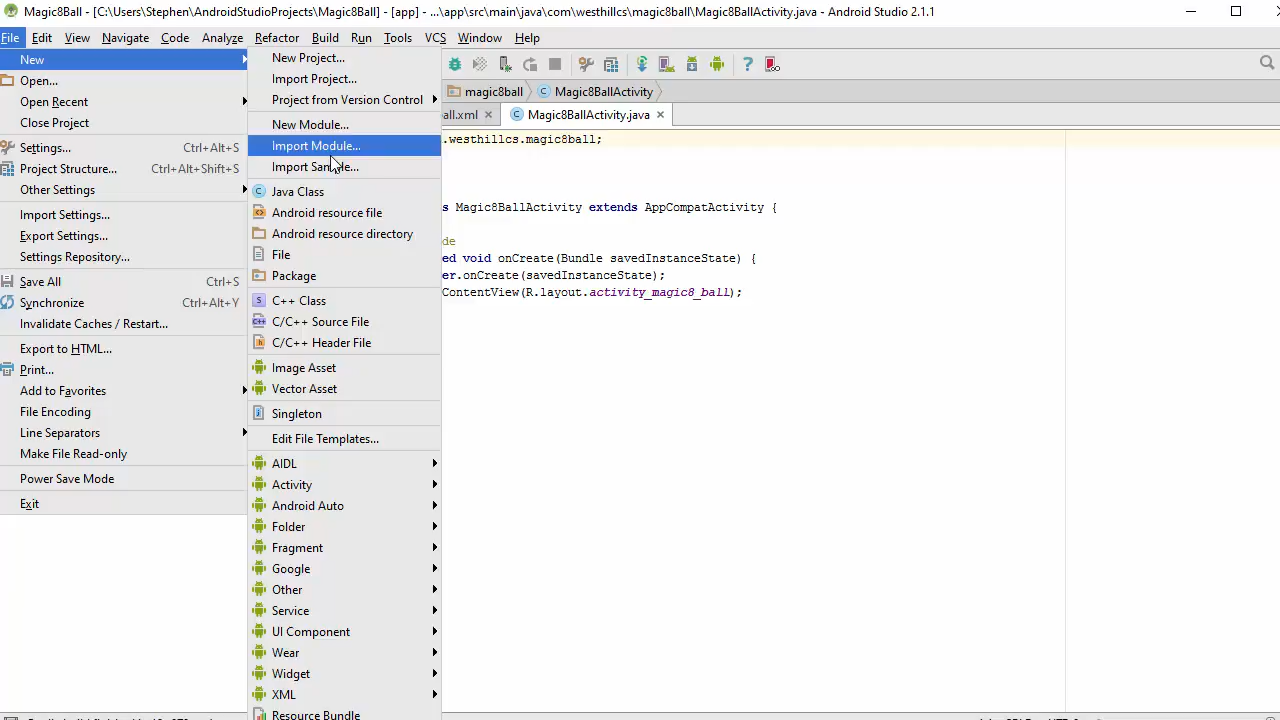 Magic8Ball - [C:\Users\Stephen\AndroidStudioProjects\Magic8Ball] - [app] - ...\app\src\main\java\com\westhillcs\magic8ball\Magic8BallActivity.java - Android Studio 2.1.1
File Edit View Navigate Code Analyze Refactor Build Run Tools VCS Window Help
New
Open...
Open Recent
Close Project
Settings... Ctrl+Alt+S
Project Structure... Ctrl+Alt+Shift+S
Other Settings
Import Settings...
Export Settings...
Settings Repository...
Save All Ctrl+S
Synchronize Ctrl+Alt+Y
Invalidate Caches / Restart...
Export to HTML...
Print...
Add to Favorites
File Encoding
Line Separators
Make File Read-only
Power Save Mode
Exit
New Project...
Import Project...
Project from Version Control
New Module...
Import Module...
Import Sample...
Java Class
Android resource file
Android resource directory
File
Package
C++ Class
C/C++ Source File
C/C++ Header File
Image Asset
Vector Asset
Singleton
Edit File Templates...
AIDL
Activity
Android Auto
Folder
Fragment
Google
Other
Service
UI Component
Wear
Widget
XML
Resource Bundle
magic8ball Magic8BallActivity
all.xml Magic8BallActivity.java
.westhillcs.magic8ball;
s Magic8BallActivity extends AppCompatActivity {
de
ed void onCreate(Bundle savedInstanceState) {
er.onCreate(savedInstanceState);
ContentView(R.layout.activity_magic8_ball);